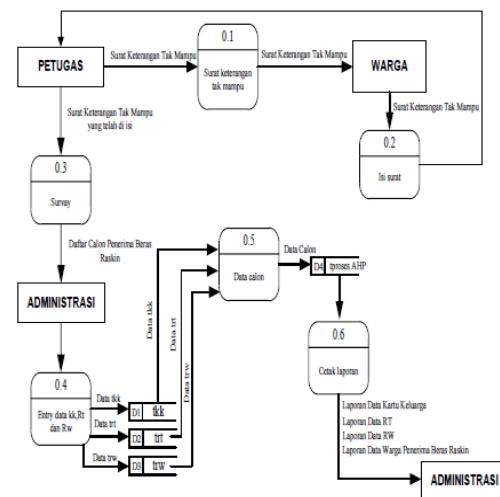 0.1
Surat keterangan
tak mampu
PETUGAS
Surat Keterangan Tak Mampu
Surat Keterangan Tak Mampu
WARGA
Surat Keterangan Tak Mampu
yang telah di isi
Surat Keterangan Tak Mampu
0.2
Isi surat
0.3
Survay
Daftar Calon Penerima Beras
Raskin
ADMINISTRASI
0.4
Entry data kk,Rt
dan Rw
Data tkk
D1 tkk
Data trt
D2 trt
Data trw
D3 trw
Data tkk
Data trt
Data trw
0.5
Data calon
Data Calon
D4 tproses AHP
0.6
Cetak laporan
Laporan Data Kartu Keluarga
Laporan Data RT
Laporan Data RW
Laporan Data Warga Penerima Beras Raskin
ADMINISTRASI